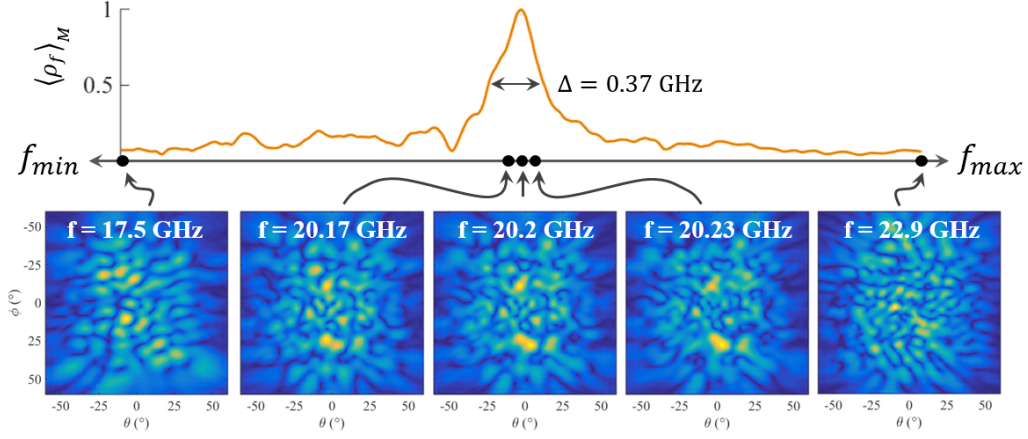 1
⟨ρ_f⟩_M
0.5
Δ = 0.37 GHz
f_min
f_max
f = 17.5 GHz
f = 20.17 GHz
f = 20.2 GHz
f = 20.23 GHz
f = 22.9 GHz
-50
-25
0
25
50
ϕ (°)
-50 -25 0 25 50 -50 -25 0 25 50 -50 -25 0 25 50 -50 -25 0 25 50 -50 -25 0 25 50
θ (°) θ (°) θ (°) θ (°) θ (°)